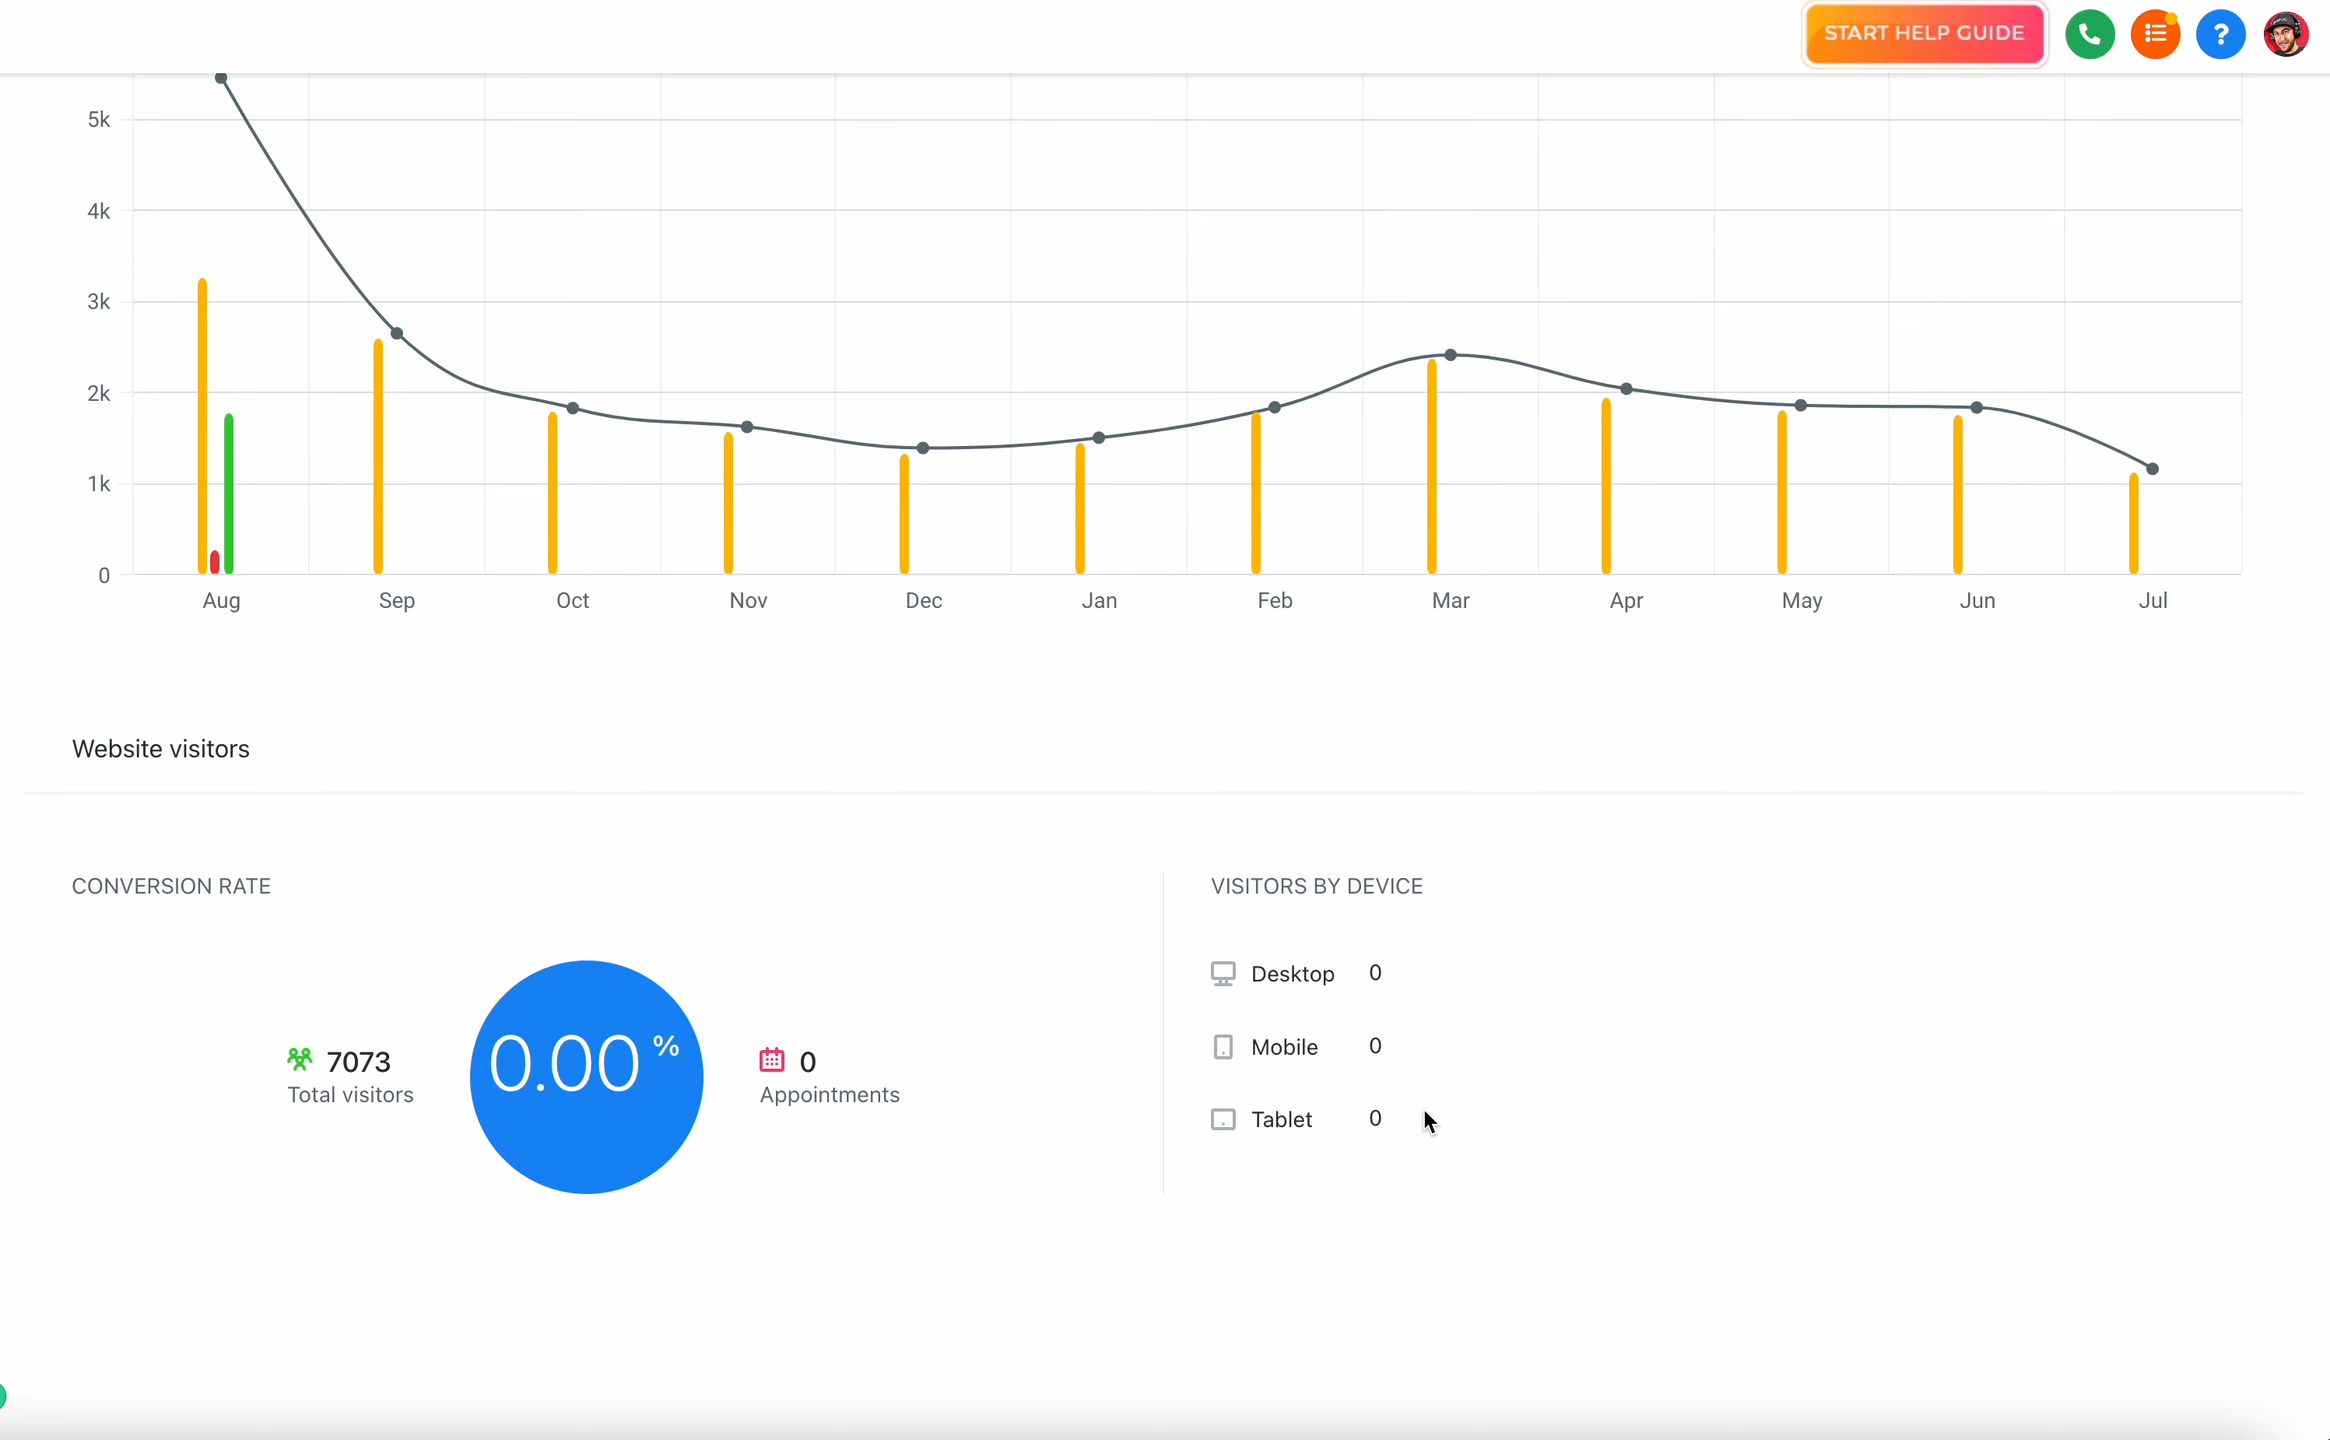 START HELP GUIDE
5k
4k
3k
2k
1k
0
Aug Sep Oct Nov Dec Jan Feb Mar Apr May Jun Jul
Website visitors
CONVERSION RATE
7073
Total visitors
0.00 %
0
Appointments
VISITORS BY DEVICE
Desktop 0
Mobile 0
Tablet 0